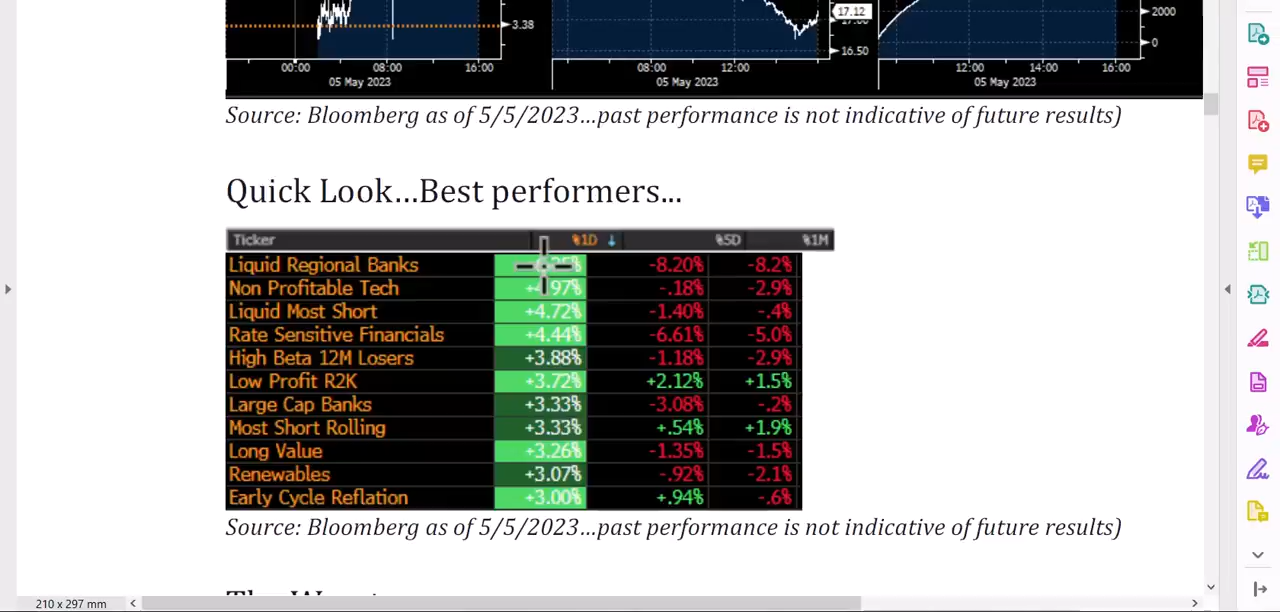 3.38
17.12
17.00
16.50
2000
0
00:00 08:00 16:00 08:00 12:00 12:00 14:00 16:00
05 May 2023 05 May 2023 05 May 2023
Source: Bloomberg as of 5/5/2023…past performance is not indicative of future results)
Quick Look…Best performers...
Ticker %1D ↓ %5D %1M
Liquid Regional Banks -8.20% -8.2%
Non Profitable Tech +4.97% -.18% -2.9%
Liquid Most Short +4.72% -1.40% -.4%
Rate Sensitive Financials +4.44% -6.61% -5.0%
High Beta 12M Losers +3.88% -1.18% -2.9%
Low Profit R2K +3.72% +2.12% +1.5%
Large Cap Banks +3.33% -3.08% -.2%
Most Short Rolling +3.33% +.54% +1.9%
Long Value +3.26% -1.35% -1.5%
Renewables +3.07% -.92% -2.1%
Early Cycle Reflation +3.00% +.94% -.6%
Source: Bloomberg as of 5/5/2023…past performance is not indicative of future results)
210 x 297 mm